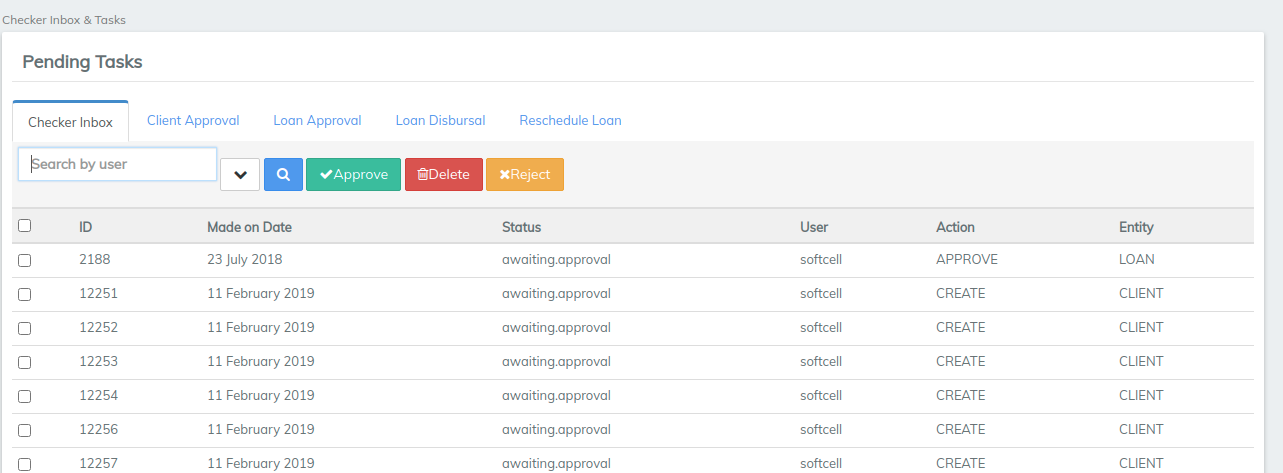 Checker Inbox & Tasks
Pending Tasks
Checker Inbox Client Approval Loan Approval Loan Disbursal Reschedule Loan
Search by user Approve Delete Reject
ID Made on Date Status User Action Entity
2188 23 July 2018 awaiting.approval softcell APPROVE LOAN
12251 11 February 2019 awaiting.approval softcell CREATE CLIENT
12252 11 February 2019 awaiting.approval softcell CREATE CLIENT
12253 11 February 2019 awaiting.approval softcell CREATE CLIENT
12254 11 February 2019 awaiting.approval softcell CREATE CLIENT
12256 11 February 2019 awaiting.approval softcell CREATE CLIENT
12257 11 February 2019 awaiting.approval softcell CREATE CLIENT